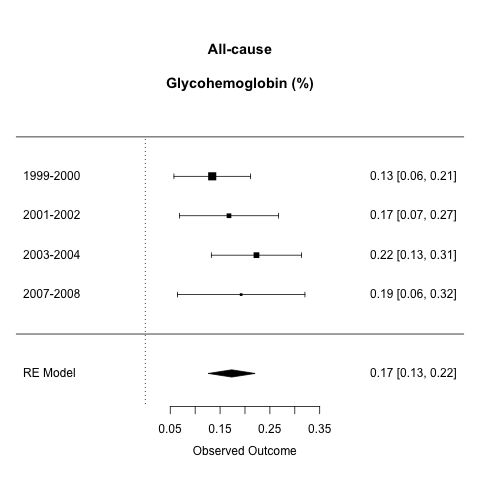 All-cause
Glycohemoglobin (%)
1999-2000 0.13 [0.06, 0.21]
2001-2002 0.17 [0.07, 0.27]
2003-2004 0.22 [0.13, 0.31]
2007-2008 0.19 [0.06, 0.32]
RE Model 0.17 [0.13, 0.22]
0.05 0.15 0.25 0.35
Observed Outcome